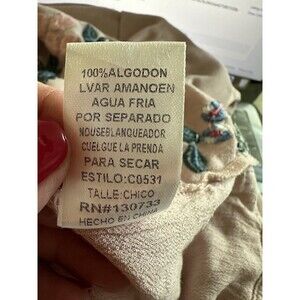 100%ALGODON
LVAR AMANOEN
AGUA FRIA
POR SEPARADO
NOUSEBLANQUEADOR
CUELGUE LA PRENDA
PARA SECAR
ESTILO:C0531
TALLE:CHICO
RN#130733
HECHO EN CHINA